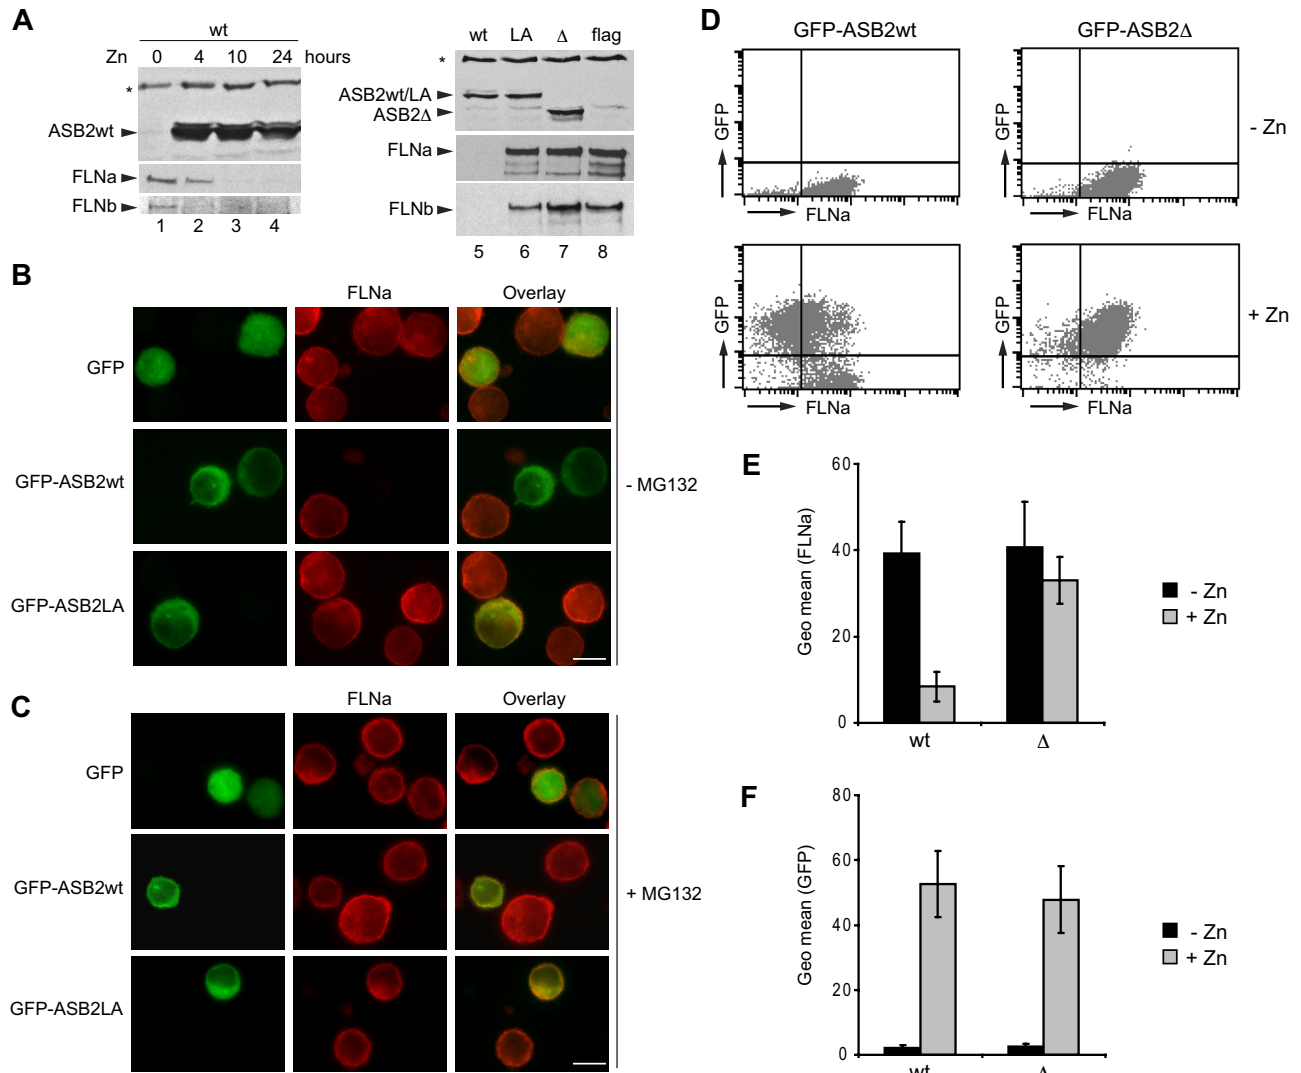 A
wt
Zn 0 4 10 24 hours
*
ASB2wt
FLNa
FLNb
1 2 3 4
wt LA Δ flag
*
ASB2wt/LA
ASB2Δ
FLNa
FLNb
5 6 7 8
B
FLNa Overlay
GFP
GFP-ASB2wt
GFP-ASB2LA
- MG132
C
FLNa Overlay
GFP
GFP-ASB2wt
GFP-ASB2LA
+ MG132
D
GFP-ASB2wt GFP-ASB2Δ
GFP
FLNa
GFP
FLNa
- Zn
GFP
FLNa
GFP
FLNa
+ Zn
E
Geo mean (FLNa)
60
40
20
0
wt Δ
- Zn
+ Zn
F
Geo mean (GFP)
80
60
40
20
0
wt Δ
- Zn
+ Zn